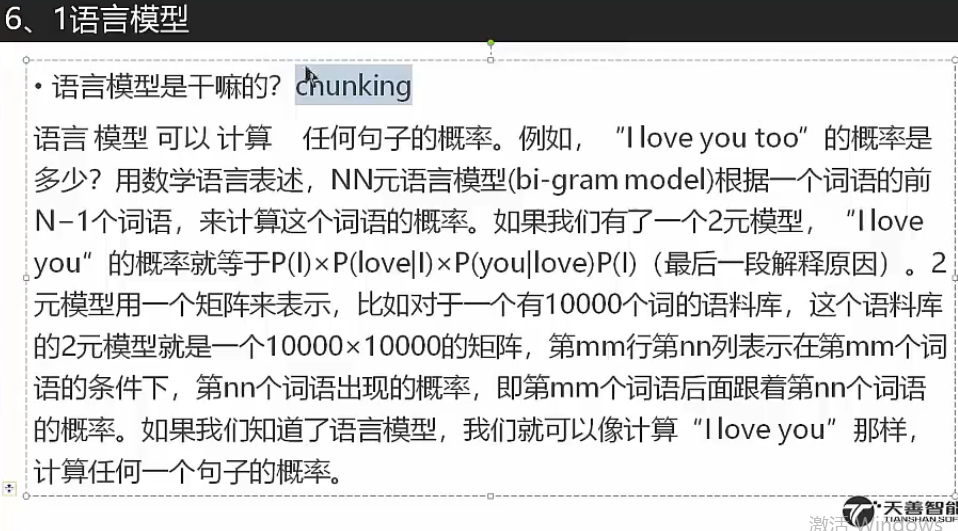 6、1语言模型
• 语言模型是干嘛的? chunking
语言 模型 可以 计算 任何句子的概率。例如，“I love you too”的概率是
多少？用数学语言表述，NN元语言模型(bi-gram model)根据一个词语的前
N−1个词语，来计算这个词语的概率。如果我们有了一个2元模型，“I love
you”的概率就等于P(I)×P(love|I)×P(you|love)P(I)（最后一段解释原因）。2
元模型用一个矩阵来表示，比如对于一个有10000个词的语料库，这个语料库
的2元模型就是一个10000×10000的矩阵，第mm行第nn列表示在第mm个词
语的条件下，第nn个词语出现的概率，即第mm个词语后面跟着第nn个词语
的概率。如果我们知道了语言模型，我们就可以像计算“I love you”那样，
计算任何一个句子的概率。
天善智能
TIANSHAN SOF
激活 Windows